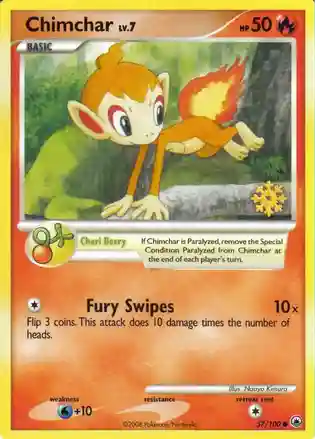 Chimchar LV.7 HP 50
BASIC
Cheri Berry
If Chimchar is Paralyzed, remove the Special
Condition Paralyzed from Chimchar at
the end of each player's turn.
Fury Swipes 10x
Flip 3 coins. This attack does 10 damage times the number of
heads.
weakness resistance retreat cost
+10
Illus. Naoyo Kimura
©2008 Pokémon/Nintendo
57/100